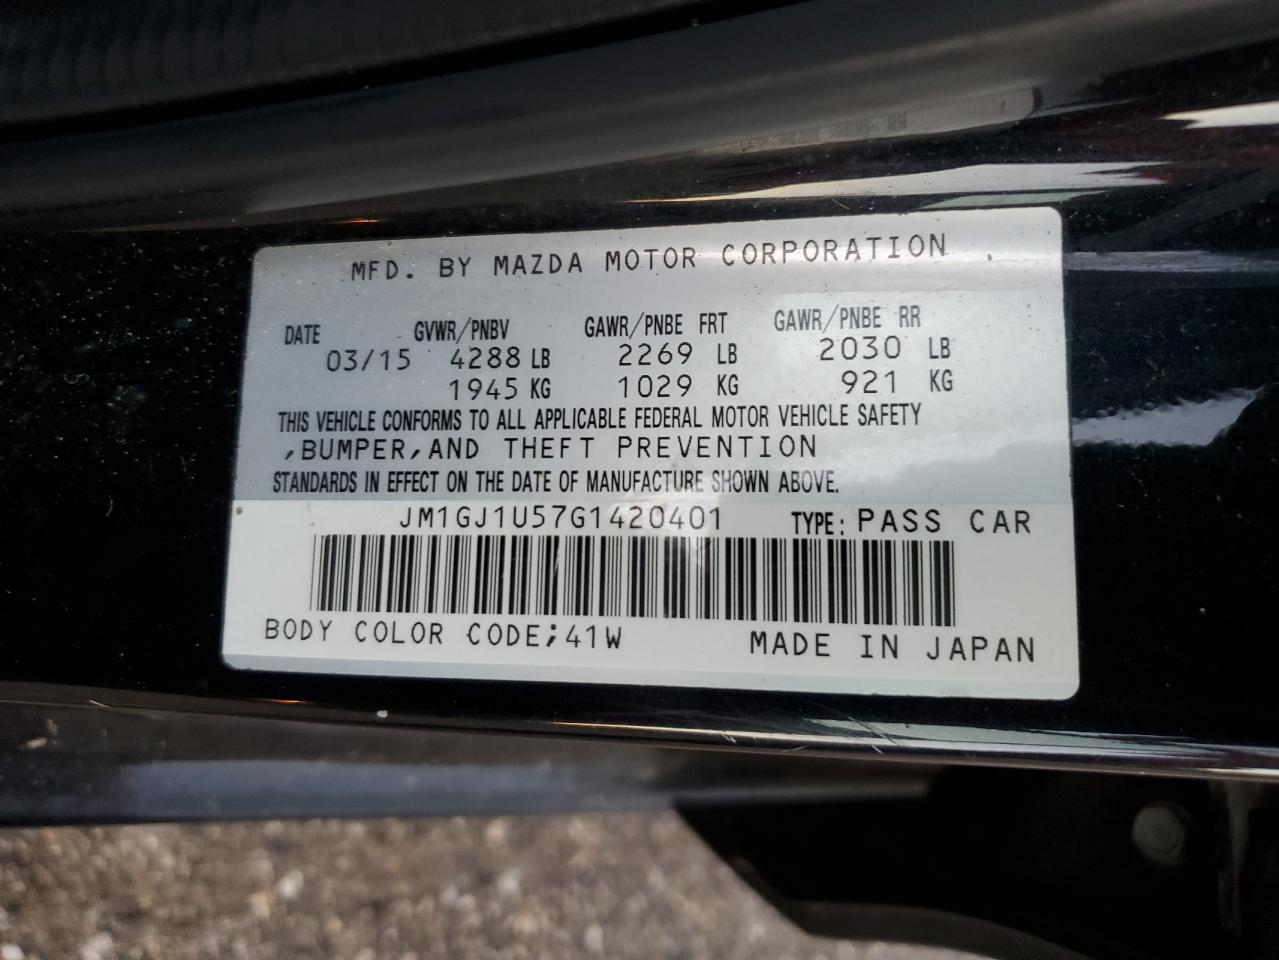 MFD. BY MAZDA MOTOR CORPORATION
DATE GVWR/PNBV GAWR/PNBE FRT GAWR/PNBE RR
03/15 4288 LB 2269 LB 2030 LB
1945 KG 1029 KG 921 KG
THIS VEHICLE CONFORMS TO ALL APPLICABLE FEDERAL MOTOR VEHICLE SAFETY
,BUMPER,AND THEFT PREVENTION
STANDARDS IN EFFECT ON THE DATE OF MANUFACTURE SHOWN ABOVE.
JM1GJ1U57G1420401 TYPE: PASS CAR
BODY COLOR CODE;41W MADE IN JAPAN